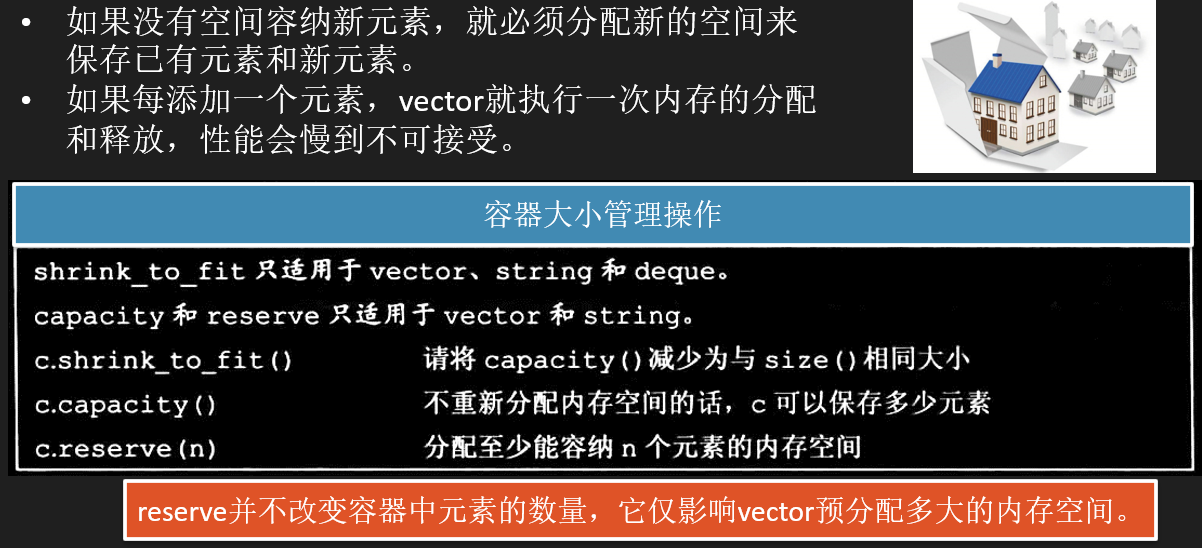 • 如果没有空间容纳新元素，就必须分配新的空间来
保存已有元素和新元素。
• 如果每添加一个元素，vector就执行一次内存的分配
和释放，性能会慢到不可接受。
容器大小管理操作
shrink_to_fit 只适用于 vector、string 和 deque。
capacity 和 reserve 只适用于 vector 和 string。
c.shrink_to_fit() 请将 capacity()减少为与 size()相同大小
c.capacity() 不重新分配内存空间的话，c 可以保存多少元素
c.reserve(n) 分配至少能容纳 n 个元素的内存空间
reserve并不改变容器中元素的数量，它仅影响vector预分配多大的内存空间。